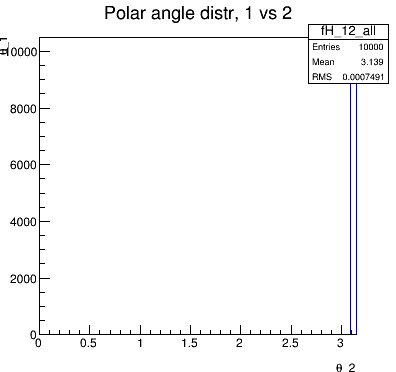 Polar angle distr, 1 vs 2
fH_12_all
Entries 10000
Mean 3.139
RMS 0.0007491
10000
8000
6000
4000
2000
0
0 0.5 1 1.5 2 2.5 3
θ 2